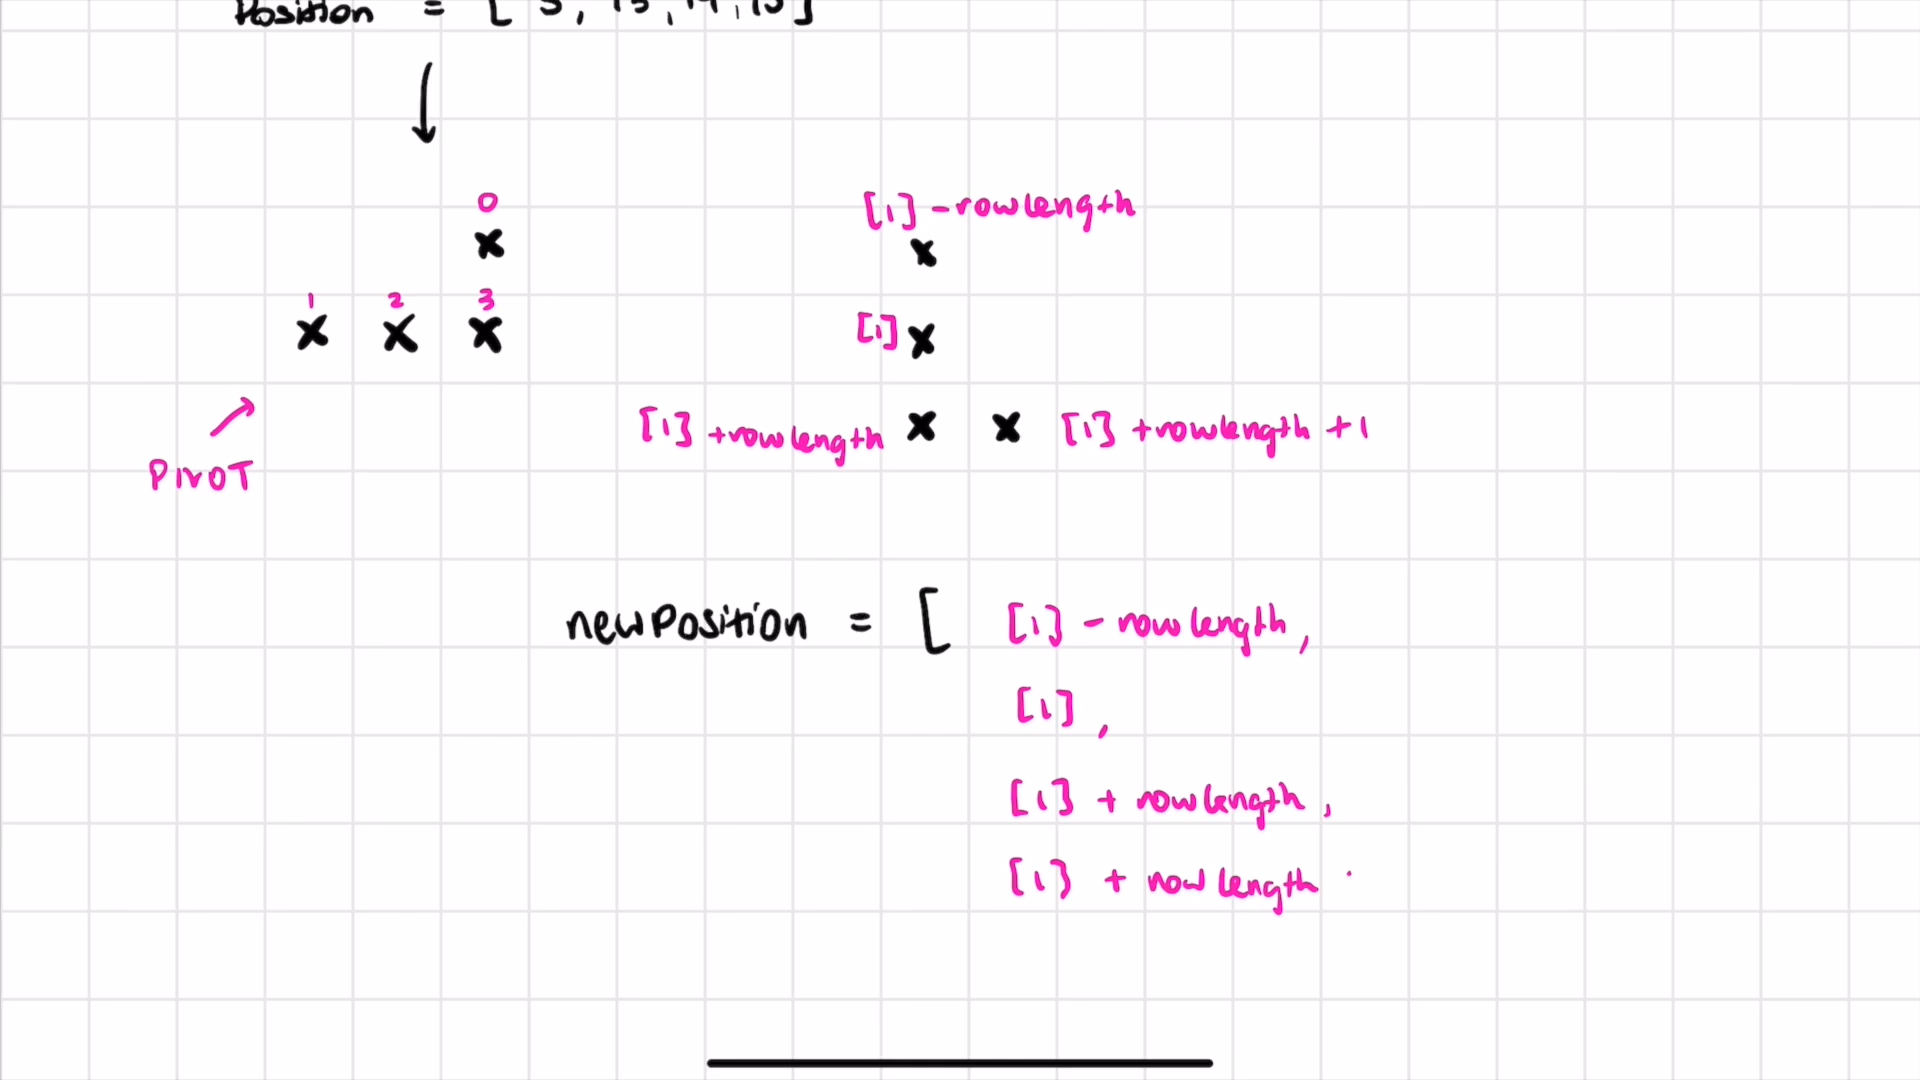 Position = [ 5, 13, 14, 15 ]
0
1 2 3
PIVOT
[1] - rowlength
[1]
[1] + rowlength [1] + rowlength + 1
newPosition = [ [1] - rowlength,
[1],
[1] + rowlength,
[1] + rowlength